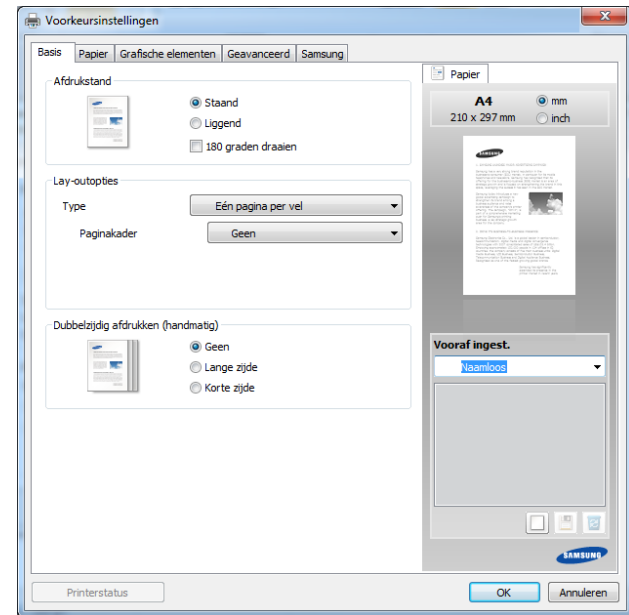 Voorkeursinstellingen
Basis Papier Grafische elementen Geavanceerd Samsung
Afdrukstand
Staand
Liggend
180 graden draaien
Lay-outopties
Type Eén pagina per vel
Paginakader Geen
Dubbelzijdig afdrukken (handmatig)
Geen
Lange zijde
Korte zijde
Papier
A4 mm
210 x 297 mm inch
SAMSUNG
Vooraf ingest.
Naamloos
SAMSUNG
Printerstatus OK Annuleren